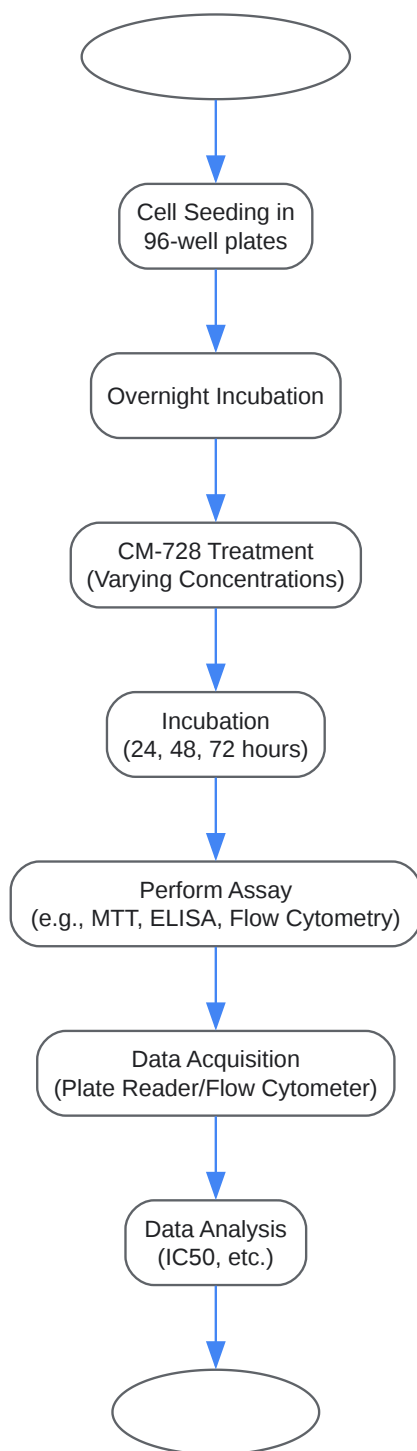 Cell Seeding in
96-well plates
Overnight Incubation
CM-728 Treatment
(Varying Concentrations)
Incubation
(24, 48, 72 hours)
Perform Assay
(e.g., MTT, ELISA, Flow Cytometry)
Data Acquisition
(Plate Reader/Flow Cytometer)
Data Analysis
(IC50, etc.)